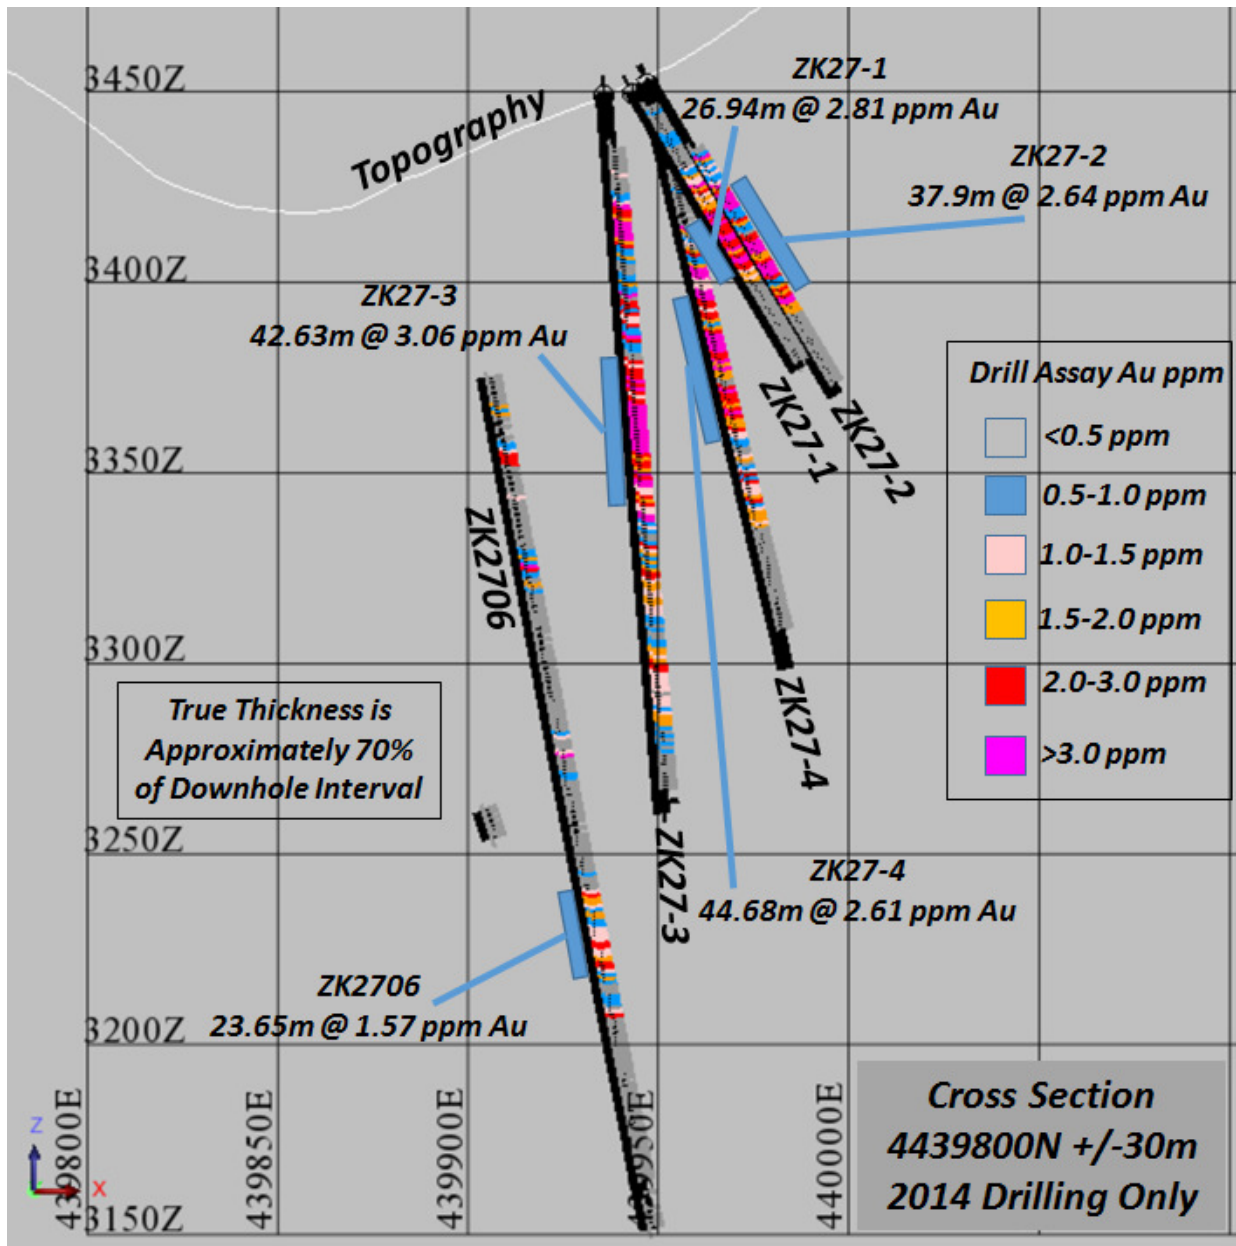 3450Z
3400Z
3350Z
3300Z
3250Z
3200Z
3150Z
Topography
ZK27-1
26.94m @ 2.81 ppm Au
ZK27-2
37.9m @ 2.64 ppm Au
ZK27-3
42.63m @ 3.06 ppm Au
Drill Assay Au ppm
<0.5 ppm
0.5-1.0 ppm
1.0-1.5 ppm
1.5-2.0 ppm
2.0-3.0 ppm
>3.0 ppm
ZK27-1
ZK27-2
ZK2706
ZK27-4
ZK27-3
True Thickness is
Approximately 70%
of Downhole Interval
ZK27-4
44.68m @ 2.61 ppm Au
ZK2706
23.65m @ 1.57 ppm Au
Cross Section
4439800N +/-30m
2014 Drilling Only
439800E
439850E
439900E
440000E
Z
X